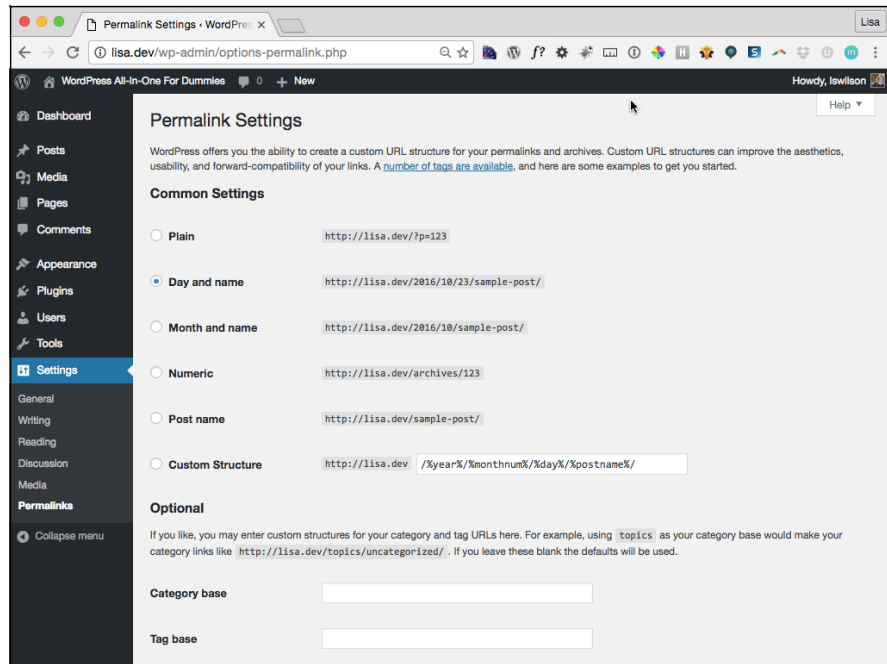 Permalink Settings ‹ WordPres
Lisa
lisa.dev/wp-admin/options-permalink.php
f?
WordPress All-In-One For Dummies 0 + New Howdy, lswilson
Help
Dashboard
Posts
Media
Pages
Comments
Appearance
Plugins
Users
Tools
Settings
General
Writing
Reading
Discussion
Media
Permalinks
Collapse menu
Permalink Settings
WordPress offers you the ability to create a custom URL structure for your permalinks and archives. Custom URL structures can improve the aesthetics,
usability, and forward-compatibility of your links. A number of tags are available, and here are some examples to get you started.
Common Settings
Plain http://lisa.dev/?p=123
Day and name http://lisa.dev/2016/10/23/sample-post/
Month and name http://lisa.dev/2016/10/sample-post/
Numeric http://lisa.dev/archives/123
Post name http://lisa.dev/sample-post/
Custom Structure http://lisa.dev /%year%/%monthnum%/%day%/%postname%/
Optional
If you like, you may enter custom structures for your category and tag URLs here. For example, using topics as your category base would make your
category links like http://lisa.dev/topics/uncategorized/ . If you leave these blank the defaults will be used.
Category base
Tag base